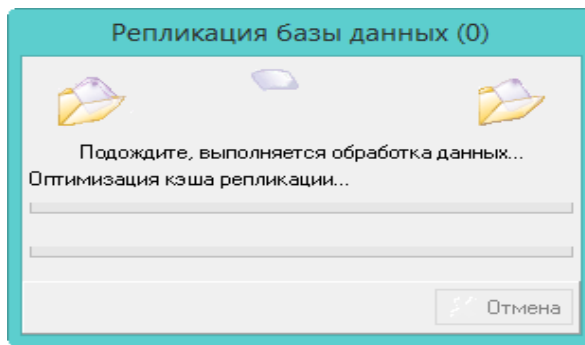 Репликация базы данных (0)
Подождите, выполняется обработка данных...
Оптимизация кэша репликации...
Отмена